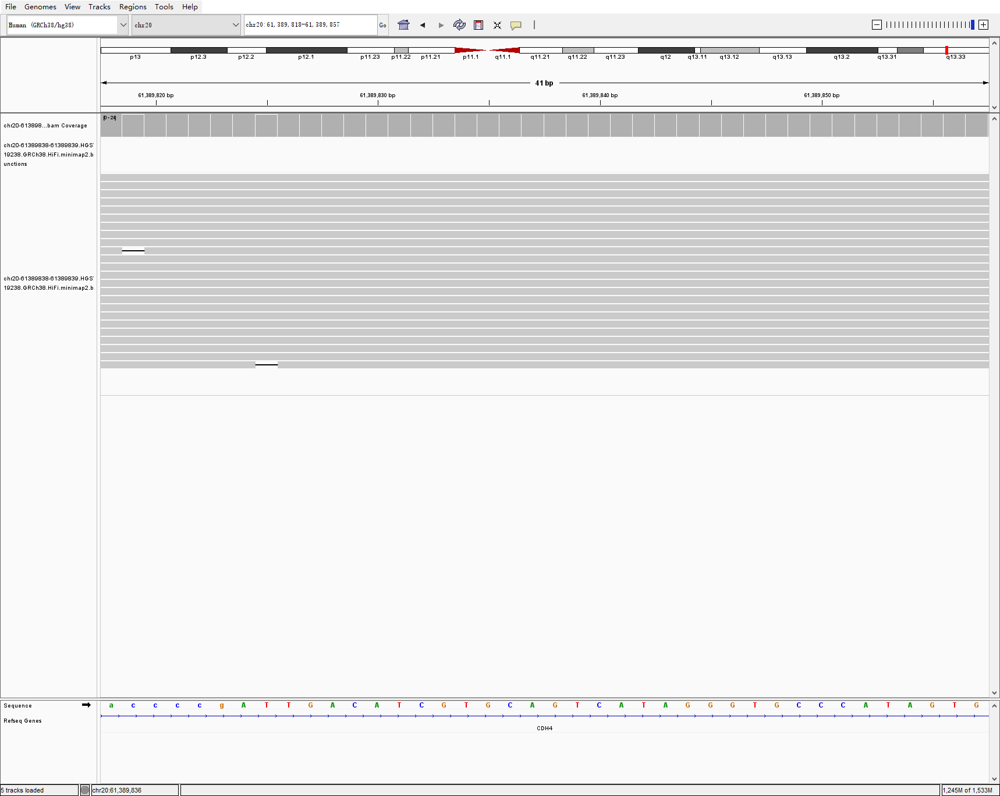 File Genomes View Tracks Regions Tools Help
Human (GRCh38/hg38) chr20 chr20:61,389,818-61,389,857 Go
p13 p12.3 p12.2 p12.1 p11.23 p11.22 p11.21 p11.1 q11.1 q11.21 q11.22 q11.23 q12 q13.11 q13.12 q13.13 q13.2 q13.31 q13.33
41 bp
61,389,820 bp 61,389,830 bp 61,389,840 bp 61,389,850 bp
chr20-613898...bam Coverage
chr20-61389838-61389839.HGS
19238.GRCh38.HiFi.minimap2.b
unctions
chr20-61389838-61389839.HGS
19238.GRCh38.HiFi.minimap2.b
Sequence a c c c c g A T T G A C A T C G T G C A G T C A T A G G G T G C C C A T A G T G
Refseq Genes
CDH4
5 tracks loaded chr20:61,389,836 1,245M of 1,533M